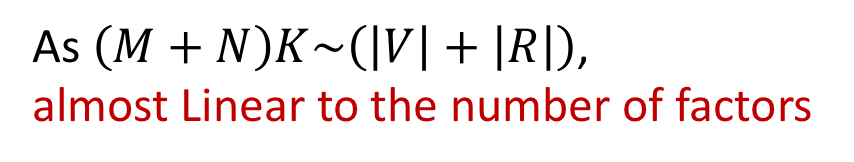 As (𝑀 + 𝑁)𝐾~(|𝑉| + |𝑅|),
almost Linear to the number of factors